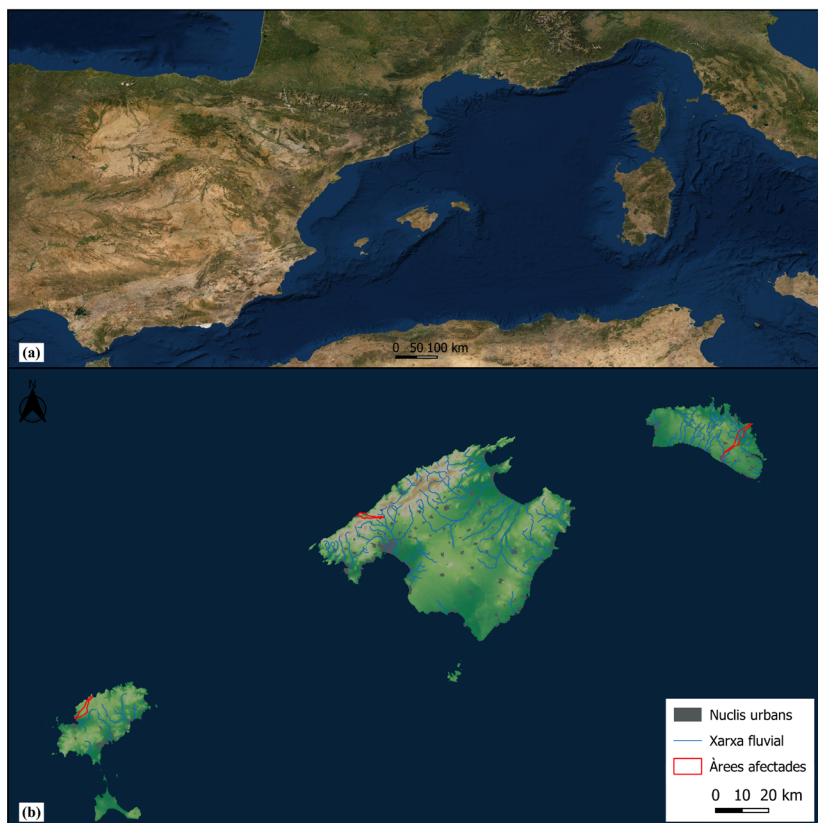 (a)
0 50 100 km
N
Nuclis urbans
Xarxa fluvial
Àrees afectades
0 10 20 km
(b)